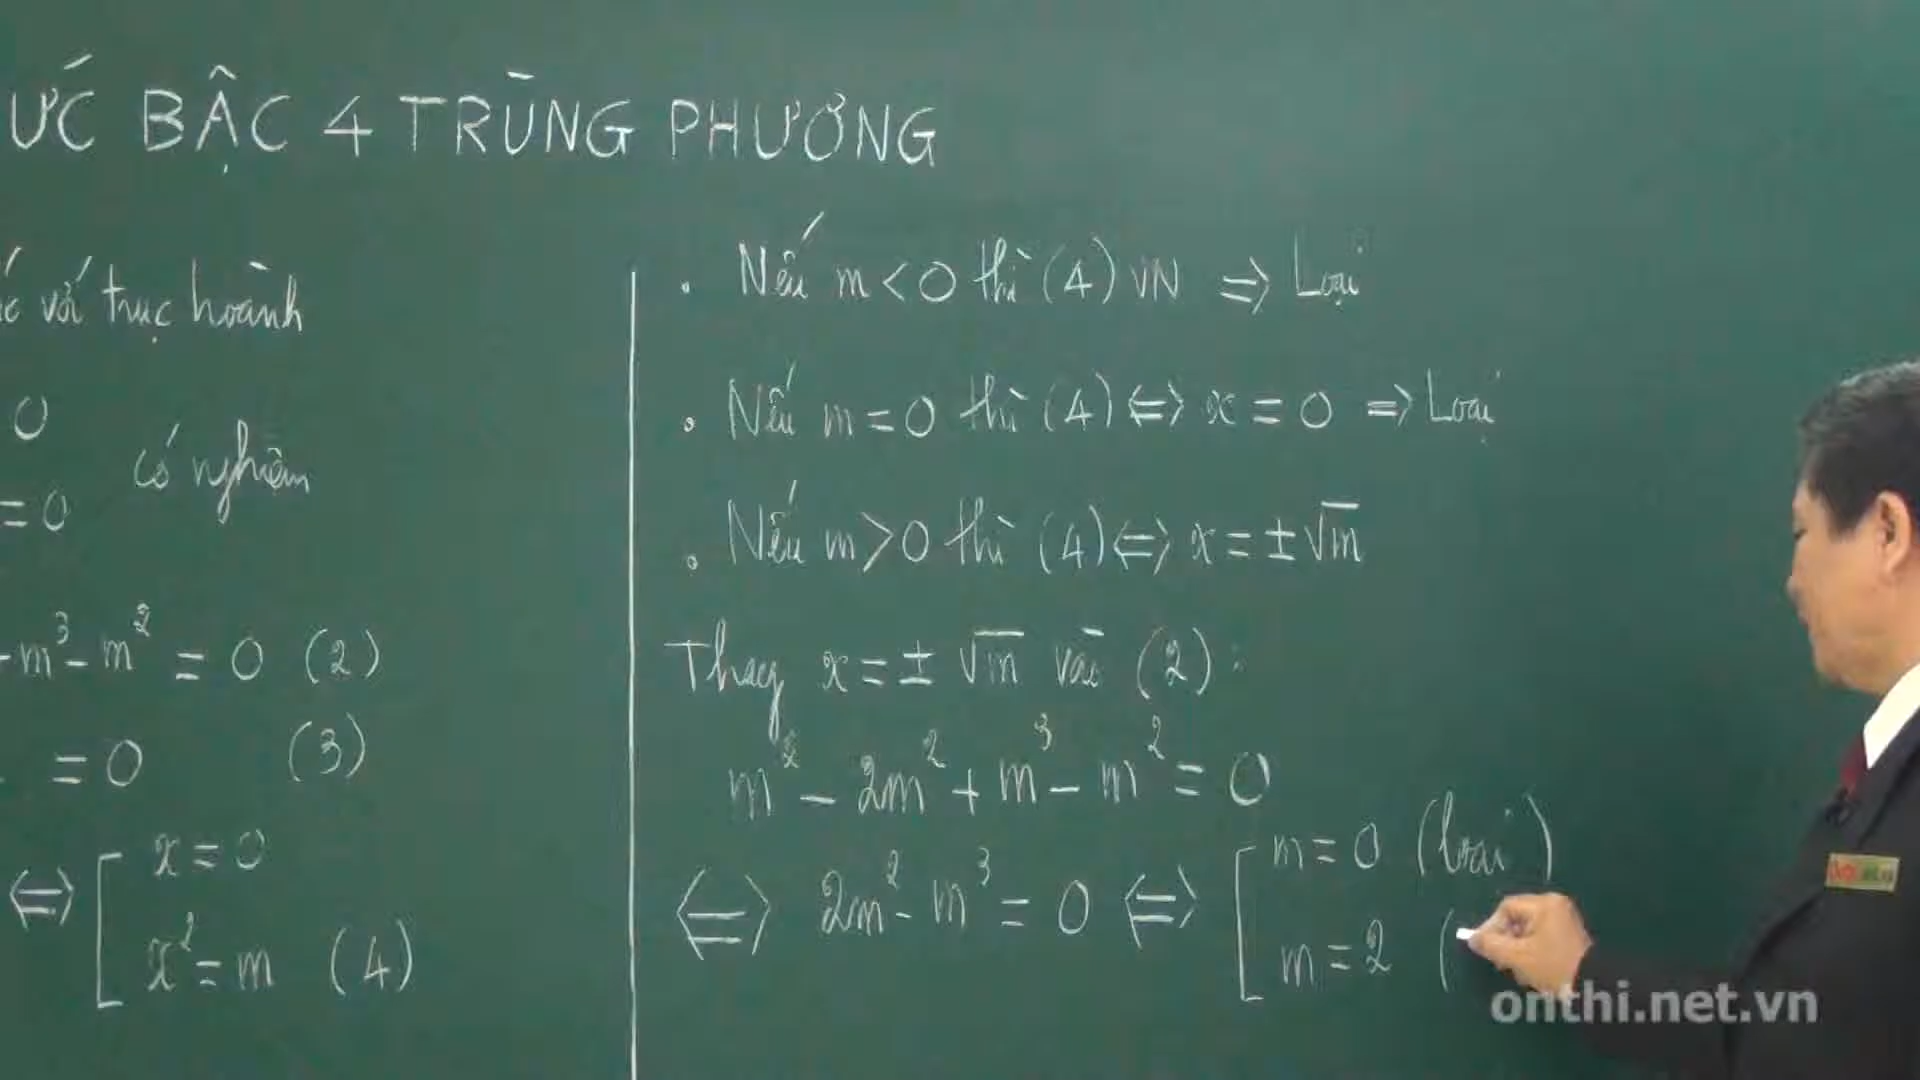 ỨC BẬC 4 TRÙNG PHƯƠNG
với trục hoành
0
= 0
có nghiệm
- m³ - m² = 0 (2)
= 0 (3)
⇔ [ x = 0
x² = m (4)
• Nếu m < 0 thì (4) VN ⇒ Loại
• Nếu m = 0 thì (4) ⇔ x = 0 ⇒ Loại
• Nếu m > 0 thì (4) ⇔ x = ± √m
Thay x = ± √m vào (2) :
m² - 2m² + m³ - m² = 0
⇔ 2m² - m³ = 0 ⇔ [ m = 0 (loại)
m = 2 (
onthi.net.vn